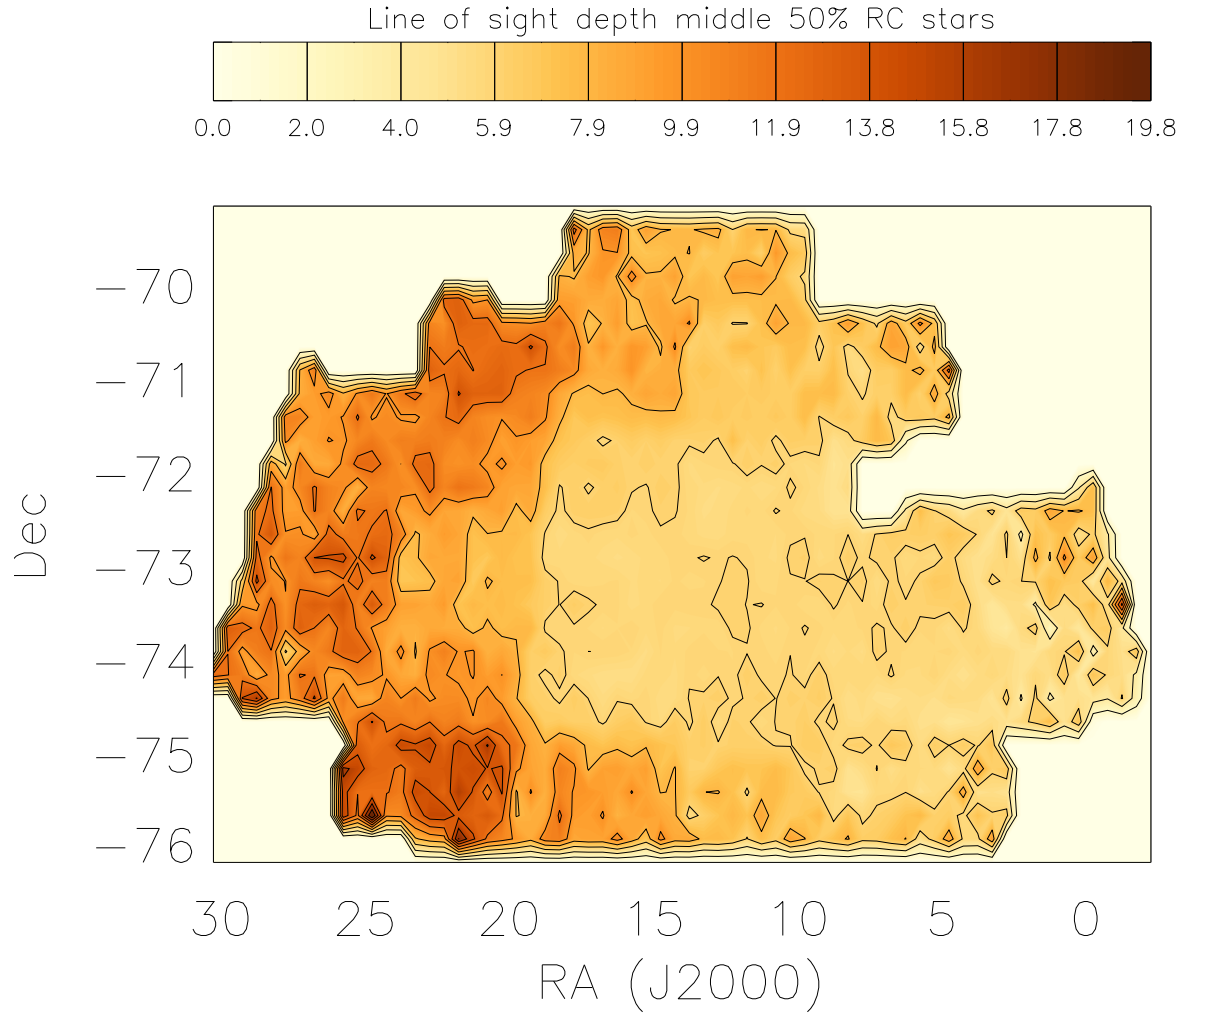 Line of sight depth middle 50% RC stars
0.0 2.0 4.0 5.9 7.9 9.9 11.9 13.8 15.8 17.8 19.8
−70
−71
−72
Dec
−73
−74
−75
−76
30 25 20 15 10 5 0
RA (J2000)